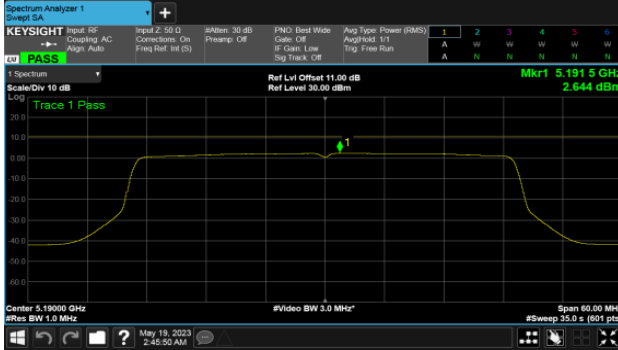 Spectrum Analyzer 1
Swept SA
+
KEYSIGHT Input: RF Input Z: 50 Ω #Atten: 30 dB PNO: Best Wide Avg Type: Power (RMS) 1 2 3 4 5 6
Coupling: AC Corrections: On Preamp: Off Gate: Off Avg|Hold: 1/1 A W W W W W
Align: Auto Freq Ref: Int (S) IF Gain: Low Trig: Free Run
LXI PASS Sig Track: Off A N N N N N
1 Spectrum Ref Lvl Offset 11.00 dB Mkr1 5.191 5 GHz
Scale/Div 10 dB Ref Level 30.00 dBm 2.644 dBm
Log
Trace 1 Pass
20.0
10.0
1
0.00
-10.0
-20.0
-30.0
-40.0
-50.0
-60.0
Center 5.19000 GHz #Video BW 3.0 MHz* Span 60.00 MHz
#Res BW 1.0 MHz #Sweep 35.0 s (601 pts)
? May 19, 2023
2:45:50 AM